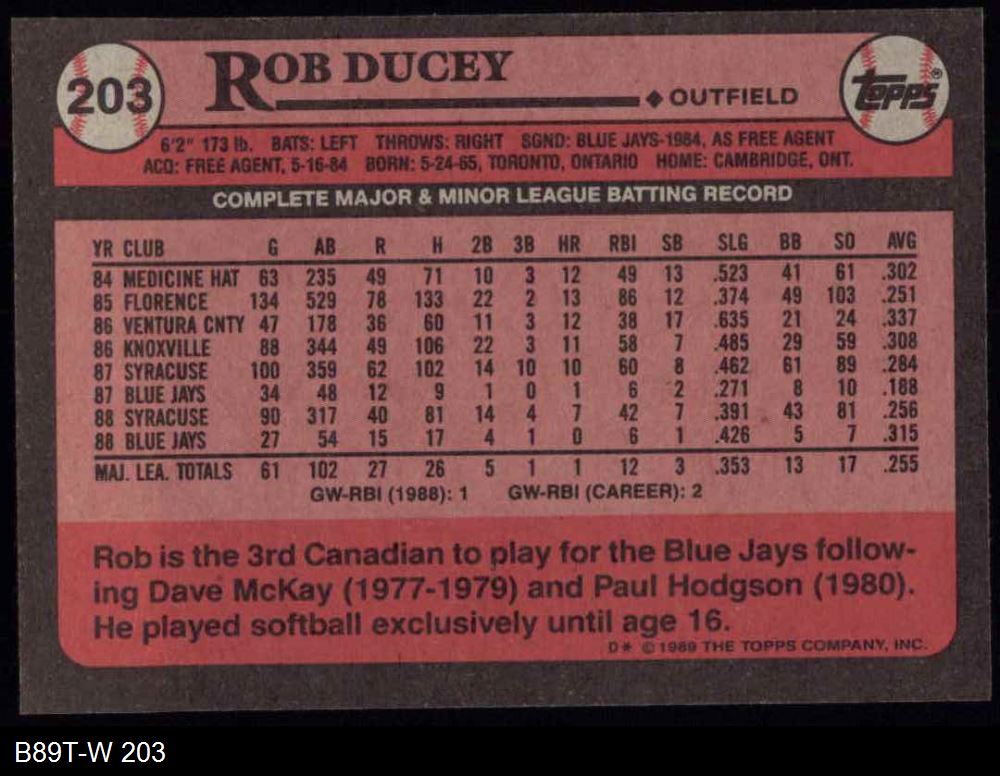 203
ROB DUCEY
◆ OUTFIELD
TOPPS®
6'2" 173 lb. BATS: LEFT THROWS: RIGHT SGND: BLUE JAYS-1984, AS FREE AGENT
ACQ: FREE AGENT, 5-16-84 BORN: 5-24-65, TORONTO, ONTARIO HOME: CAMBRIDGE, ONT.
COMPLETE MAJOR & MINOR LEAGUE BATTING RECORD
YR CLUB G AB R H 2B 3B HR RBI SB SLG BB SO AVG
84 MEDICINE HAT 63 235 49 71 10 3 12 49 13 .523 41 61 .302
85 FLORENCE 134 529 78 133 22 2 13 86 12 .374 49 103 .251
86 VENTURA CNTY 47 178 36 60 11 3 12 38 17 .635 21 24 .337
86 KNOXVILLE 88 344 49 106 22 3 11 58 7 .485 29 59 .308
87 SYRACUSE 100 359 62 102 14 10 10 60 8 .462 61 89 .284
87 BLUE JAYS 34 48 12 9 1 0 1 6 2 .271 8 10 .188
88 SYRACUSE 90 317 40 81 14 4 7 42 7 .391 43 81 .256
88 BLUE JAYS 27 54 15 17 4 1 0 6 1 .426 5 7 .315
MAJ. LEA. TOTALS 61 102 27 26 5 1 1 12 3 .353 13 17 .255
GW-RBI (1988): 1 GW-RBI (CAREER): 2
Rob is the 3rd Canadian to play for the Blue Jays follow-
ing Dave McKay (1977-1979) and Paul Hodgson (1980).
He played softball exclusively until age 16.
D* © 1989 THE TOPPS COMPANY, INC.
B89T-W 203